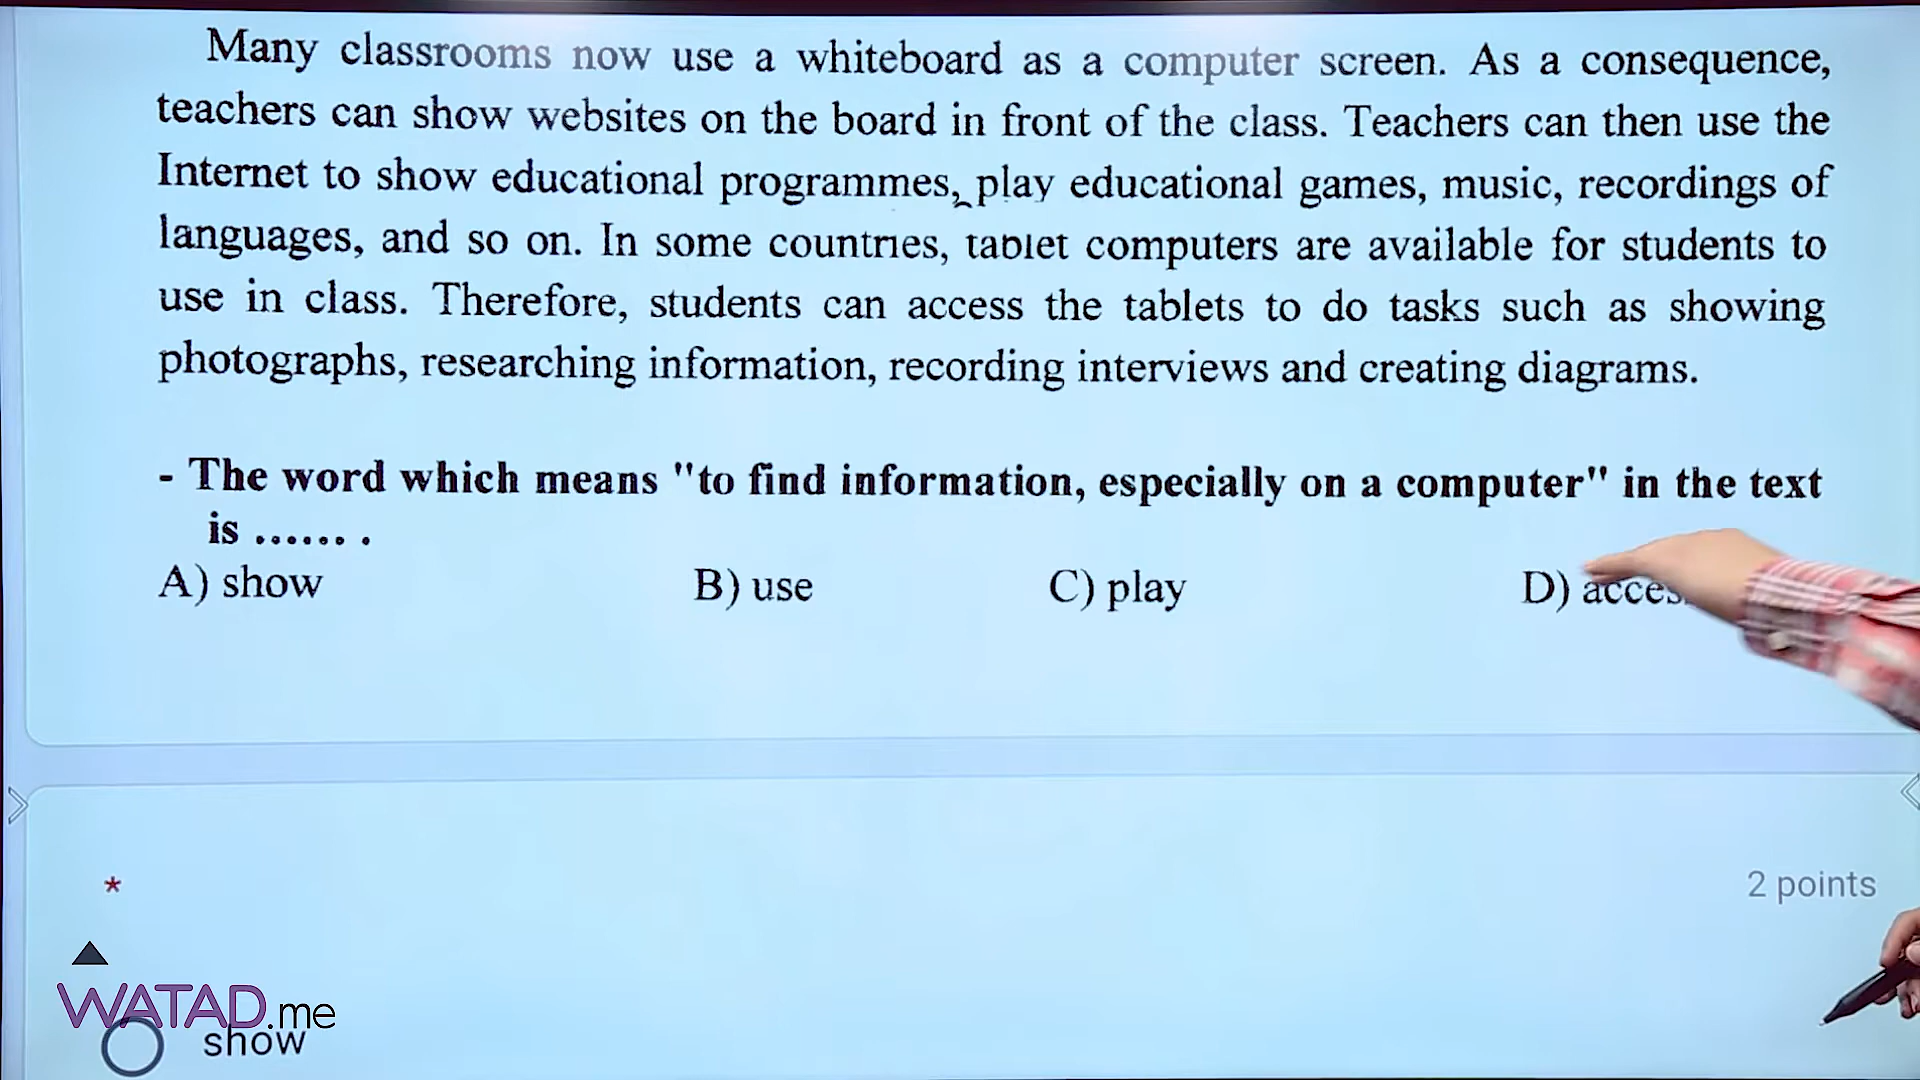 Many classrooms now use a whiteboard as a computer screen. As a consequence,
teachers can show websites on the board in front of the class. Teachers can then use the
Internet to show educational programmes, play educational games, music, recordings of
languages, and so on. In some countries, tablet computers are available for students to
use in class. Therefore, students can access the tablets to do tasks such as showing
photographs, researching information, recording interviews and creating diagrams.
- The word which means "to find information, especially on a computer" in the text
is ...... .
A) show B) use C) play D)
*
2 points
WATAD.me
show